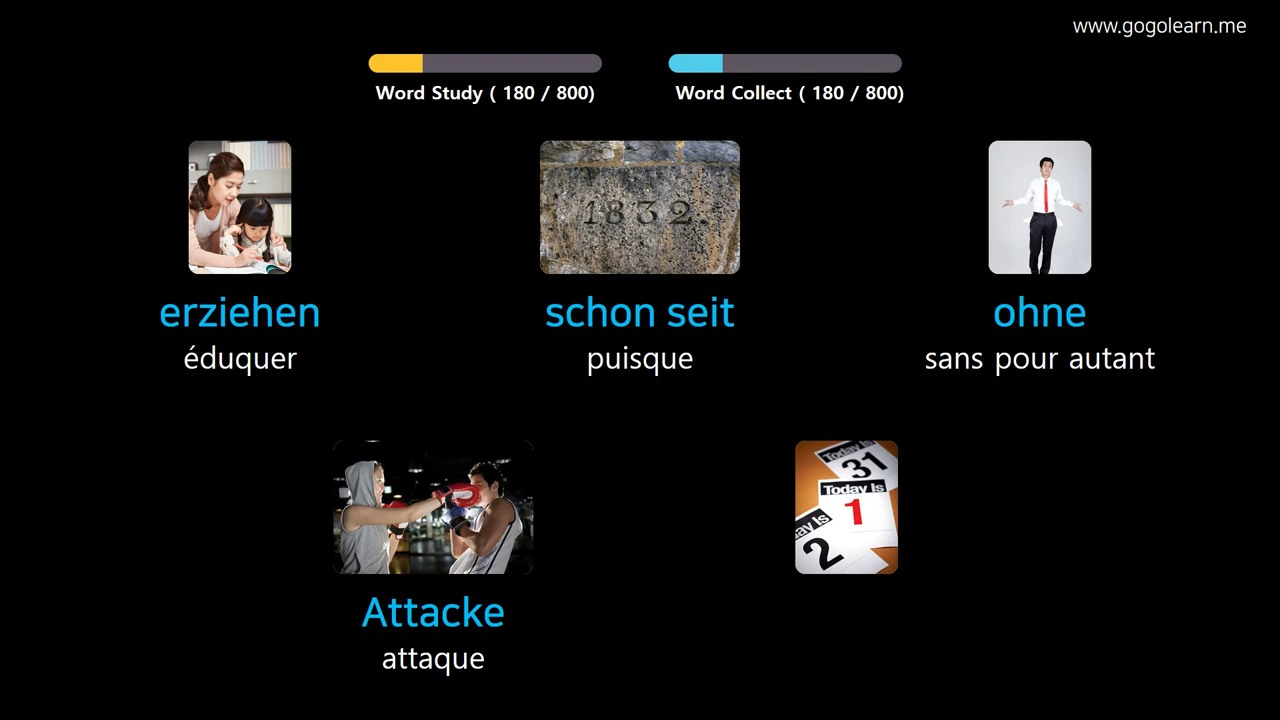 www.gogolearn.me
Word Study ( 180 / 800)
Word Collect ( 180 / 800)
1832.
erziehen
schon seit
ohne
éduquer
puisque
sans pour autant
Today Is
31
Today Is
1
ay Is
2
Attacke
attaque